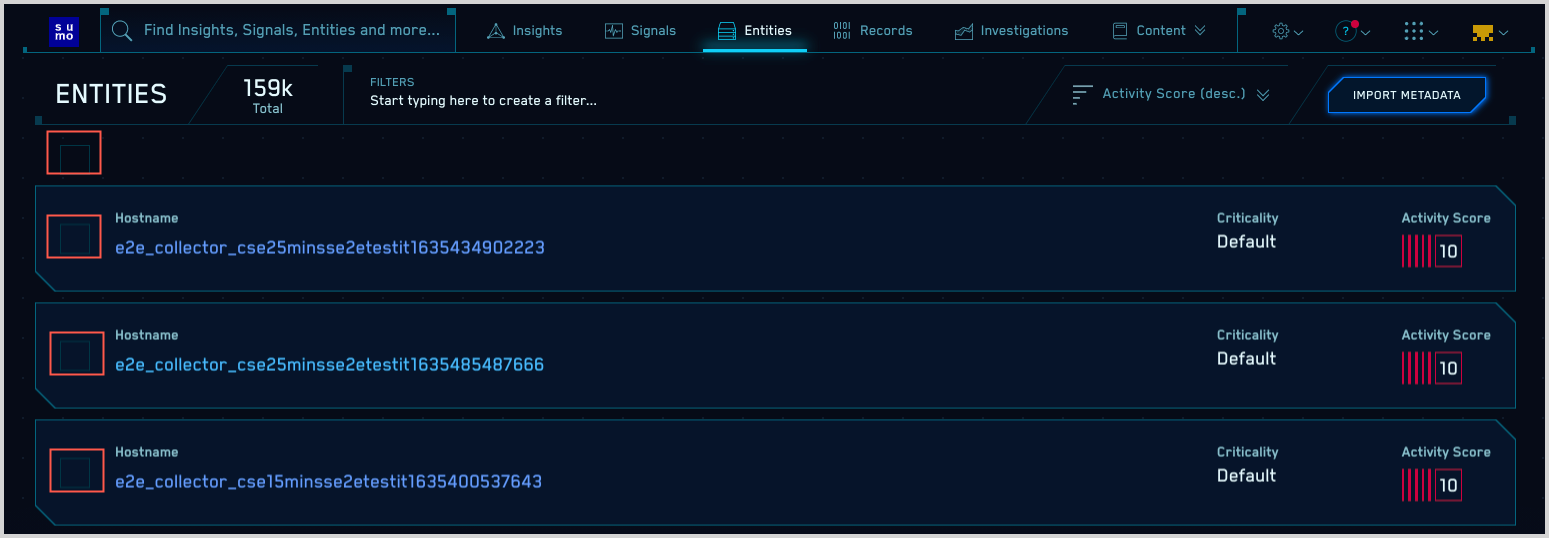 su
mo
Find Insights, Signals, Entities and more...
Insights
Signals
Entities
0101
1001
Records
Investigations
Content
?
ENTITIES
159k
Total
FILTERS
Start typing here to create a filter...
Activity Score (desc.)
IMPORT METADATA
Hostname
e2e_collector_cse25minsse2etestit1635434902223
Criticality
Default
Activity Score
10
Hostname
e2e_collector_cse25minsse2etestit1635485487666
Criticality
Default
Activity Score
10
Hostname
e2e_collector_cse15minsse2etestit1635400537643
Criticality
Default
Activity Score
10